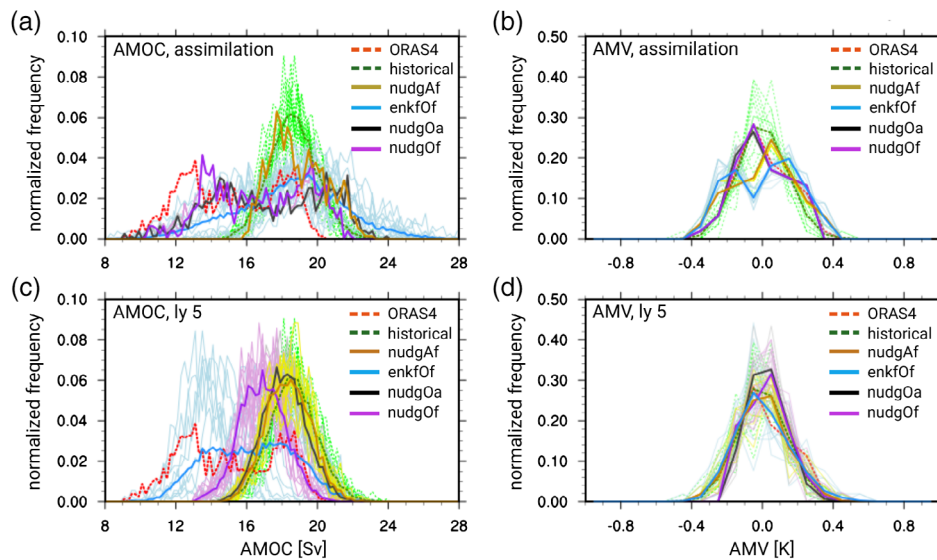 (a)
AMOC, assimilation
ORAS4
historical
nudgAf
enkfOf
nudgOa
nudgOf
normalized frequency
0.10
0.08
0.06
0.04
0.02
0.00
8 12 16 20 24 28
(b)
AMV, assimilation
ORAS4
historical
nudgAf
enkfOf
nudgOa
nudgOf
normalized frequency
0.50
0.40
0.30
0.20
0.10
0.00
-0.8 -0.4 0.0 0.4 0.8
(c)
AMOC, ly 5
ORAS4
historical
nudgAf
enkfOf
nudgOa
nudgOf
normalized frequency
0.10
0.08
0.06
0.04
0.02
0.00
8 12 16 20 24 28
AMOC [Sv]
(d)
AMV, ly 5
ORAS4
historical
nudgAf
enkfOf
nudgOa
nudgOf
normalized frequency
0.50
0.40
0.30
0.20
0.10
0.00
-0.8 -0.4 0.0 0.4 0.8
AMV [K]